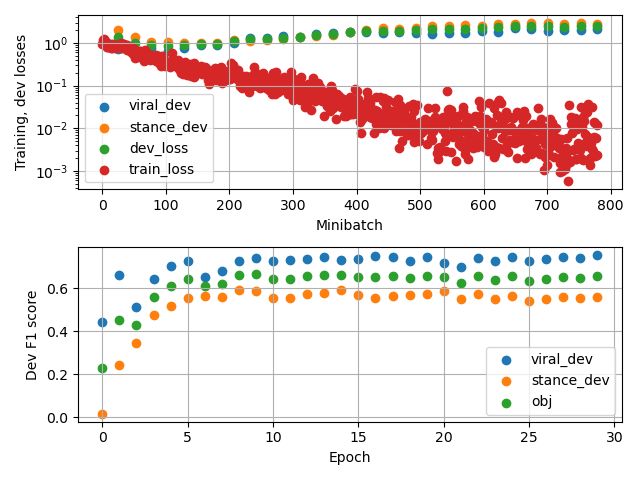 Training, dev losses
10⁰
10⁻¹
10⁻²
10⁻³
viral_dev
stance_dev
dev_loss
train_loss
0 100 200 300 400 500 600 700 800
Minibatch
Dev F1 score
0.6
0.4
0.2
0.0
viral_dev
stance_dev
obj
0 5 10 15 20 25 30
Epoch